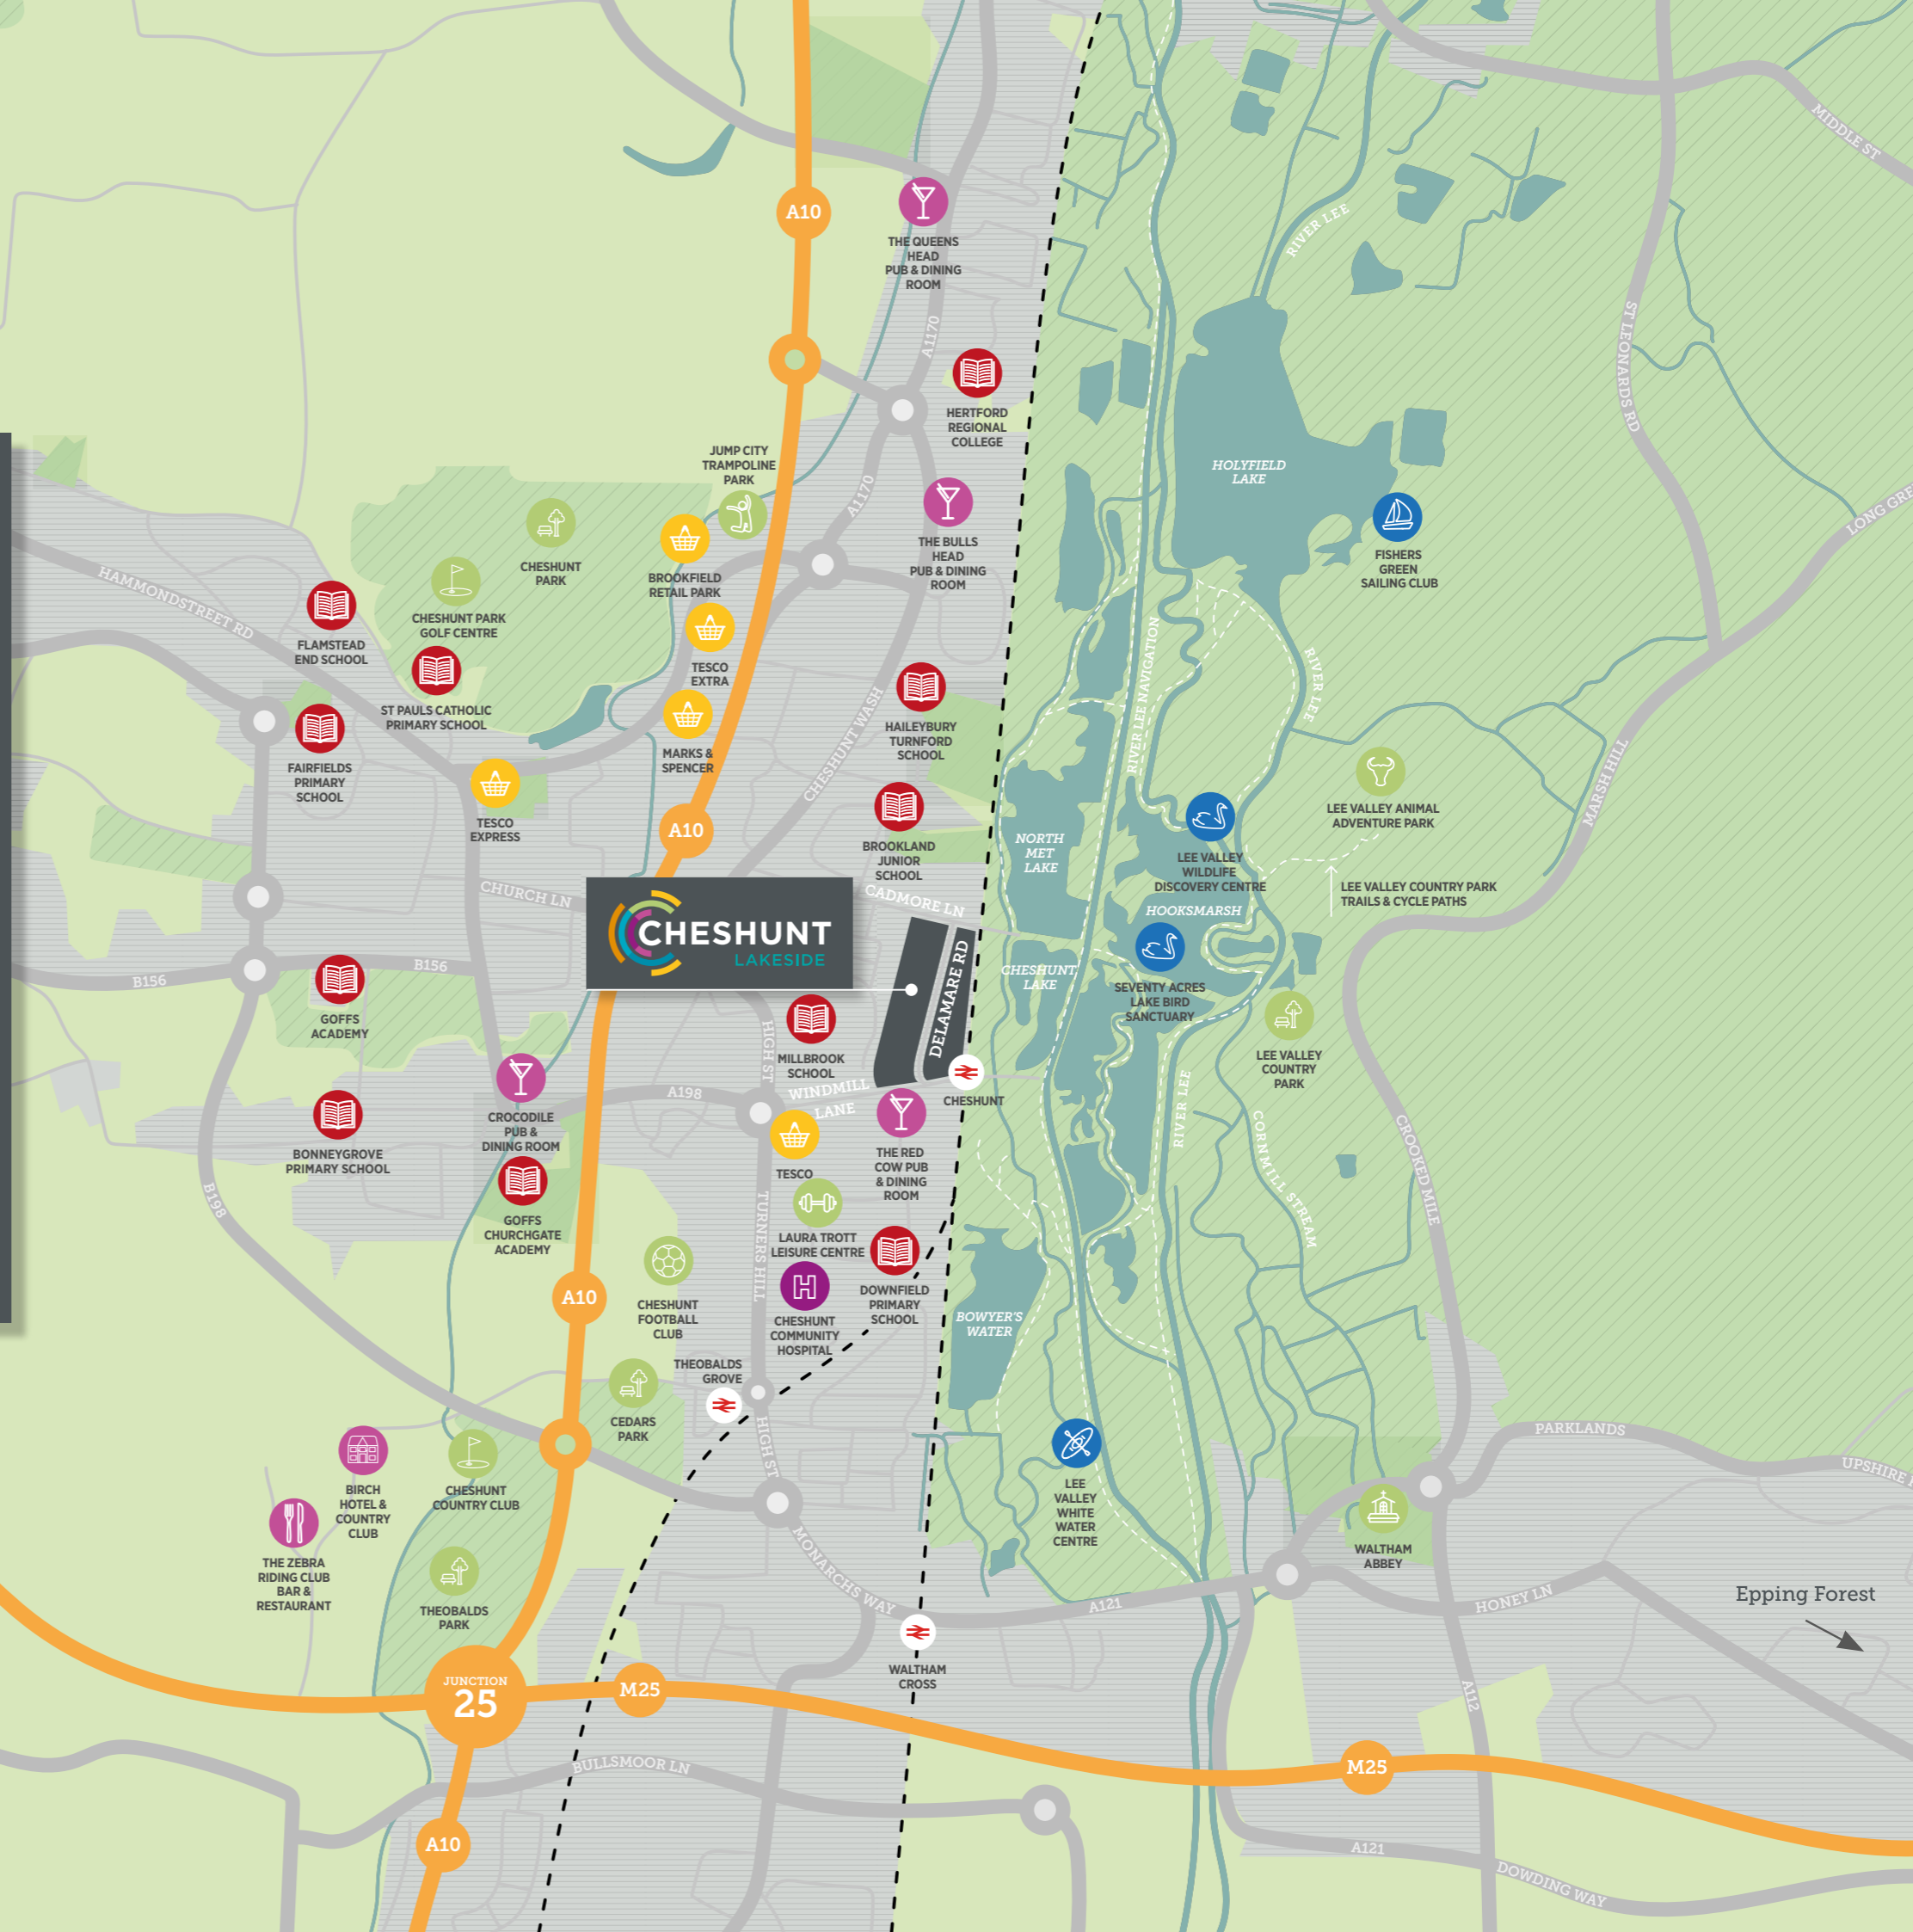 MIDDLE ST
A10
THE QUEENS
HEAD
PUB & DINING
ROOM
RIVER LEE
A1170
ST LEONARDS RD
HERTFORD
REGIONAL
COLLEGE
JUMP CITY
TRAMPOLINE
PARK
HOLYFIELD
LAKE
A1170
LONG GRE
THE BULLS
HEAD
PUB & DINING
ROOM
FISHERS
GREEN
SAILING CLUB
CHESHUNT
PARK
BROOKFIELD
RETAIL PARK
HAMMONDSTREET RD
CHESHUNT PARK
GOLF CENTRE
FLAMSTEAD
END SCHOOL
TESCO
EXTRA
RIVER LEE NAVIGATION
RIVER LEE
ST PAULS CATHOLIC
PRIMARY SCHOOL
CHESHUNT WASH
HAILEYBURY
TURNFORD
SCHOOL
MARKS &
SPENCER
FAIRFIELDS
PRIMARY
SCHOOL
MARSH HILL
LEE VALLEY ANIMAL
ADVENTURE PARK
TESCO
EXPRESS
A10
BROOKLAND
JUNIOR
SCHOOL
NORTH
MET
LAKE
LEE VALLEY
WILDLIFE
DISCOVERY CENTRE
LEE VALLEY COUNTRY PARK
TRAILS & CYCLE PATHS
CHURCH LN
CADMORE LN
HOOKSMARSH
CHESHUNT
LAKESIDE
DELAMARE RD
CHESHUNT
LAKE
B156
B156
SEVENTY ACRES
LAKE BIRD
SANCTUARY
GOFFS
ACADEMY
HIGH ST
MILLBROOK
SCHOOL
LEE VALLEY
COUNTRY
PARK
A198
WINDMILL
LANE
CHESHUNT
RIVER LEE
CORNMILL STREAM
CROOKED MILE
CROCODILE
PUB &
DINING ROOM
BONNEYGROVE
PRIMARY SCHOOL
THE RED
COW PUB
& DINING
ROOM
TESCO
B198
TURNERS HILL
GOFFS
CHURCHGATE
ACADEMY
LAURA TROTT
LEISURE CENTRE
A10
CHESHUNT
FOOTBALL
CLUB
DOWNFIELD
PRIMARY
SCHOOL
CHESHUNT
COMMUNITY
HOSPITAL
BOWYER'S
WATER
THEOBALDS
GROVE
CEDARS
PARK
HIGH ST
PARKLANDS
UPSHIRE
BIRCH
HOTEL &
COUNTRY
CLUB
CHESHUNT
COUNTRY CLUB
LEE
VALLEY
WHITE
WATER
CENTRE
THE ZEBRA
RIDING CLUB
BAR &
RESTAURANT
MONARCHS WAY
WALTHAM
ABBEY
THEOBALDS
PARK
A121
HONEY LN
Epping Forest
WALTHAM
CROSS
JUNCTION
25
M25
A112
BULLSMOOR LN
M25
A10
A121
DOWDING WAY